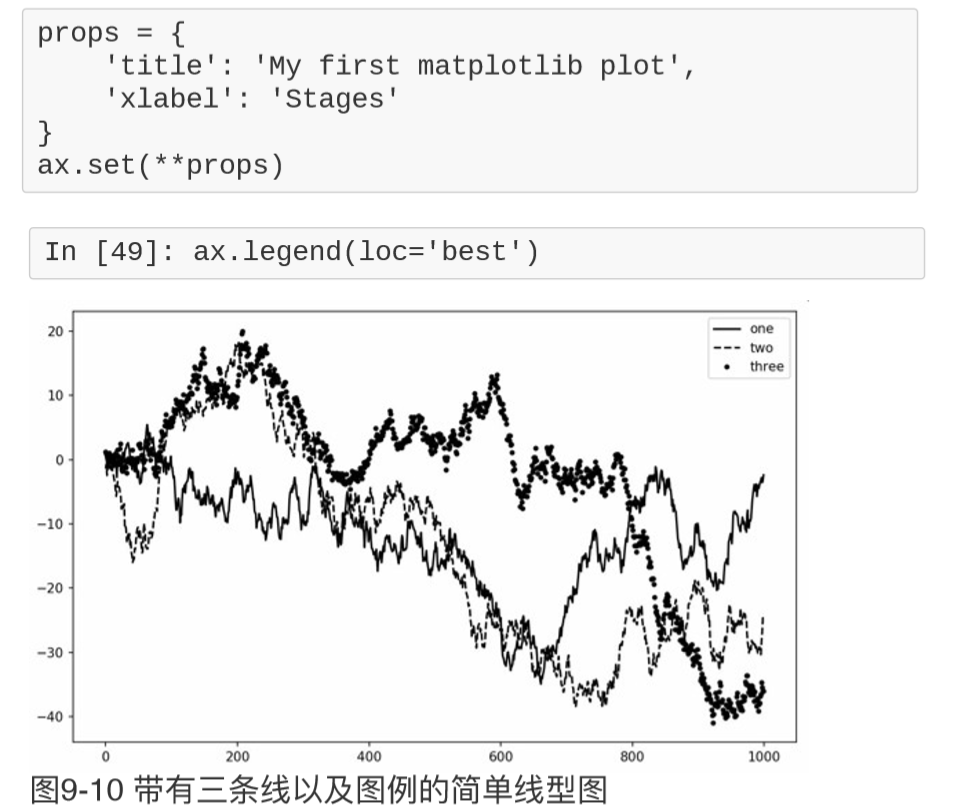 props = {
    'title': 'My first matplotlib plot',
    'xlabel': 'Stages'
}
ax.set(**props)
In [49]: ax.legend(loc='best')
one
two
three
20
10
0
−10
−20
−30
−40
0 200 400 600 800 1000
图9-10 带有三条线以及图例的简单线型图